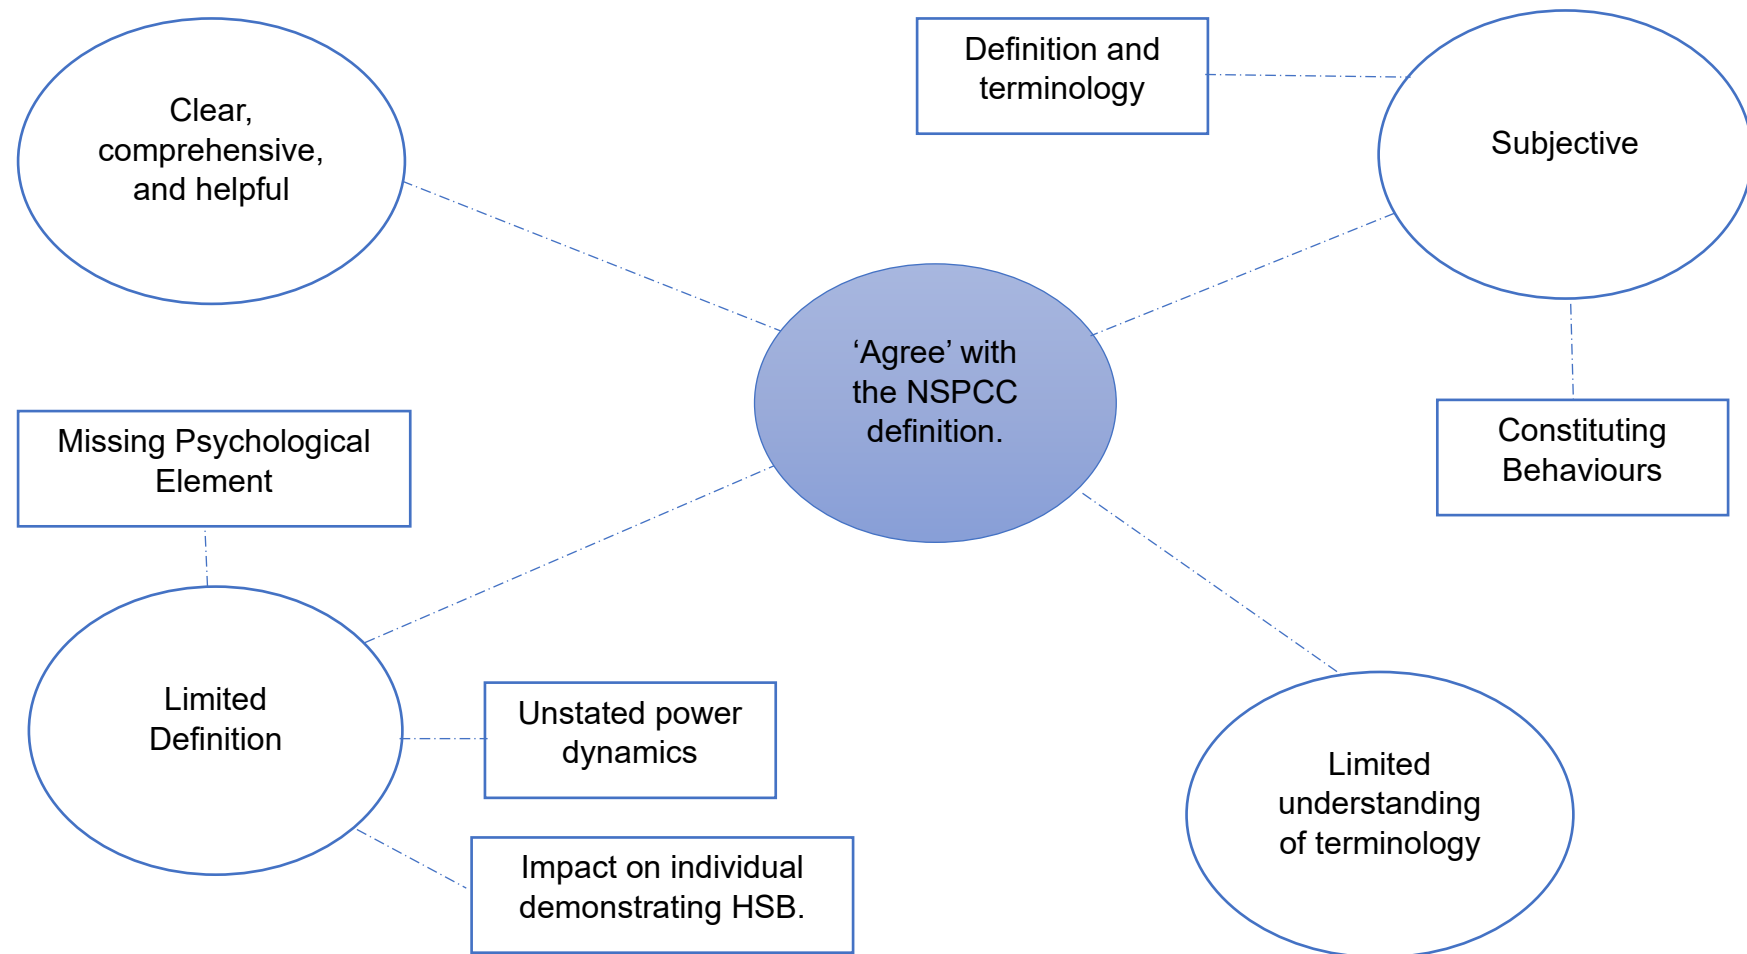 Clear,
comprehensive,
and helpful
Definition and
terminology
Subjective
‘Agree’ with
the NSPCC
definition.
Missing Psychological
Element
Constituting
Behaviours
Limited
Definition
Unstated power
dynamics
Impact on individual
demonstrating HSB.
Limited
understanding
of terminology